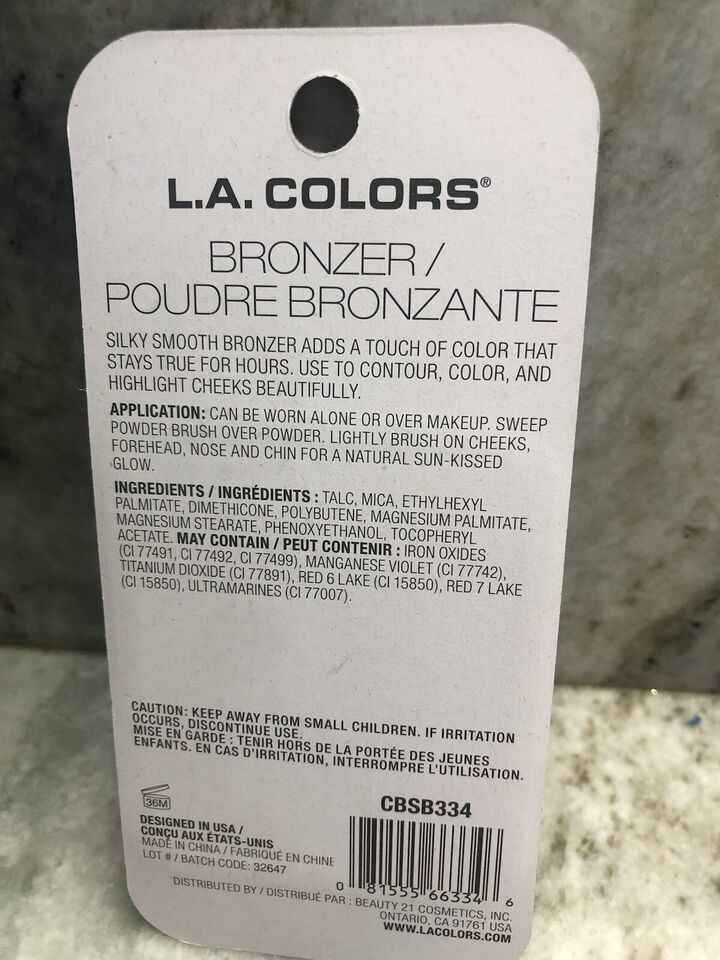 L.A. COLORS®
BRONZER /
POUDRE BRONZANTE
SILKY SMOOTH BRONZER ADDS A TOUCH OF COLOR THAT
STAYS TRUE FOR HOURS. USE TO CONTOUR, COLOR, AND
HIGHLIGHT CHEEKS BEAUTIFULLY.
APPLICATION: CAN BE WORN ALONE OR OVER MAKEUP. SWEEP
POWDER BRUSH OVER POWDER. LIGHTLY BRUSH ON CHEEKS,
FOREHEAD, NOSE AND CHIN FOR A NATURAL SUN-KISSED
GLOW.
INGREDIENTS / INGRÉDIENTS : TALC, MICA, ETHYLHEXYL
PALMITATE, DIMETHICONE, POLYBUTENE, MAGNESIUM PALMITATE,
MAGNESIUM STEARATE, PHENOXYETHANOL, TOCOPHERYL
ACETATE. MAY CONTAIN / PEUT CONTENIR : IRON OXIDES
(CI 77491, CI 77492, CI 77499), MANGANESE VIOLET (CI 77742),
TITANIUM DIOXIDE (CI 77891), RED 6 LAKE (CI 15850), RED 7 LAKE
(CI 15850), ULTRAMARINES (CI 77007).
CAUTION: KEEP AWAY FROM SMALL CHILDREN. IF IRRITATION
OCCURS, DISCONTINUE USE.
MISE EN GARDE : TENIR HORS DE LA PORTÉE DES JEUNES
ENFANTS. EN CAS D'IRRITATION, INTERROMPRE L'UTILISATION.
36M
CBSB334
DESIGNED IN USA /
CONÇU AUX ÉTATS-UNIS
MADE IN CHINA / FABRIQUÉ EN CHINE
LOT # / BATCH CODE: 32647
0 81555 66334 6
DISTRIBUTED BY / DISTRIBUÉ PAR : BEAUTY 21 COSMETICS, INC.
ONTARIO, CA 91761 USA
WWW.LACOLORS.COM